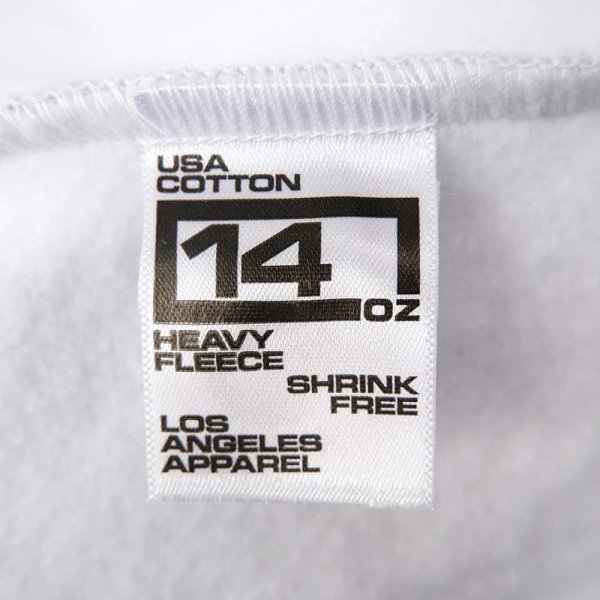 USA
COTTON
14
OZ
HEAVY
FLEECE
SHRINK
FREE
LOS
ANGELES
APPAREL